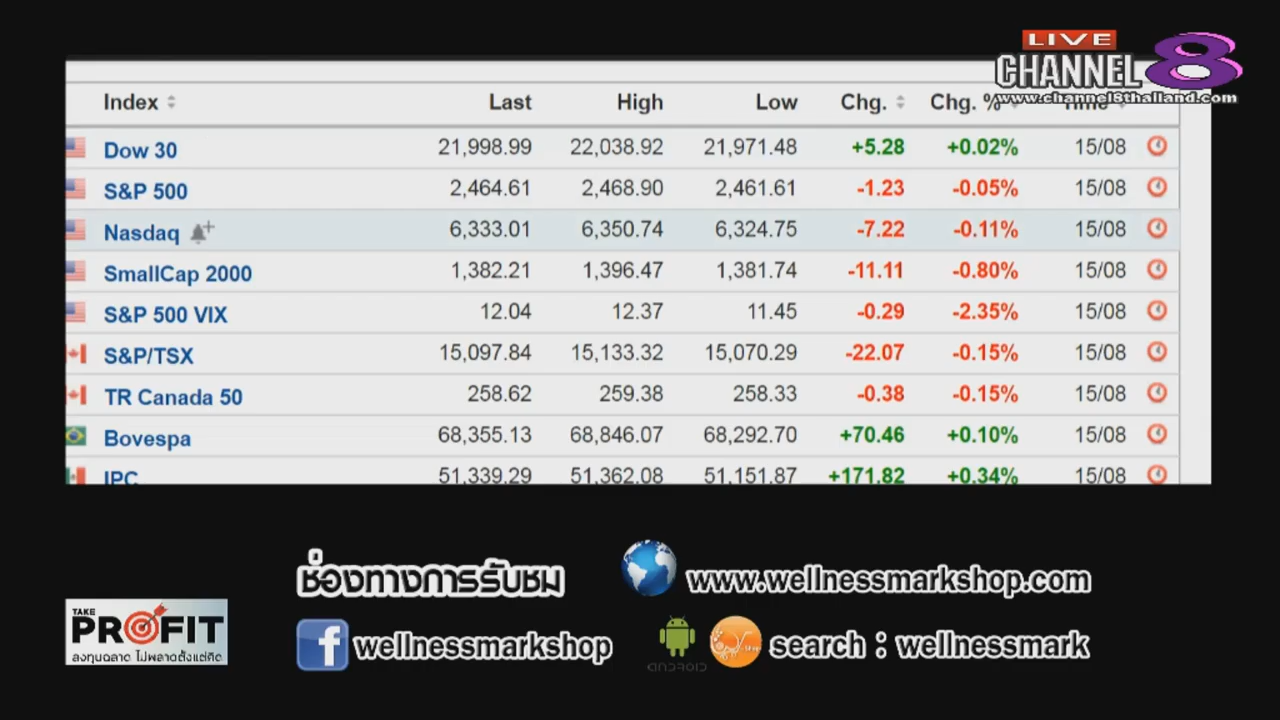 LIVE
CHANNEL 8
www.channel8thailand.com
Index Last High Low Chg. Chg. % Time
Dow 30 21,998.99 22,038.92 21,971.48 +5.28 +0.02% 15/08
S&P 500 2,464.61 2,468.90 2,461.61 -1.23 -0.05% 15/08
Nasdaq 6,333.01 6,350.74 6,324.75 -7.22 -0.11% 15/08
SmallCap 2000 1,382.21 1,396.47 1,381.74 -11.11 -0.80% 15/08
S&P 500 VIX 12.04 12.37 11.45 -0.29 -2.35% 15/08
S&P/TSX 15,097.84 15,133.32 15,070.29 -22.07 -0.15% 15/08
TR Canada 50 258.62 259.38 258.33 -0.38 -0.15% 15/08
Bovespa 68,355.13 68,846.07 68,292.70 +70.46 +0.10% 15/08
IPC 51,339.29 51,362.08 51,151.87 +171.82 +0.34% 15/08
ช่องทางการรับชม
www.wellnessmarkshop.com
TAKE
PROFIT
ลงทุนฉลาด ไม่พลาดตั้งแต่คิด
wellnessmarkshop
ANDROID
search : wellnessmark